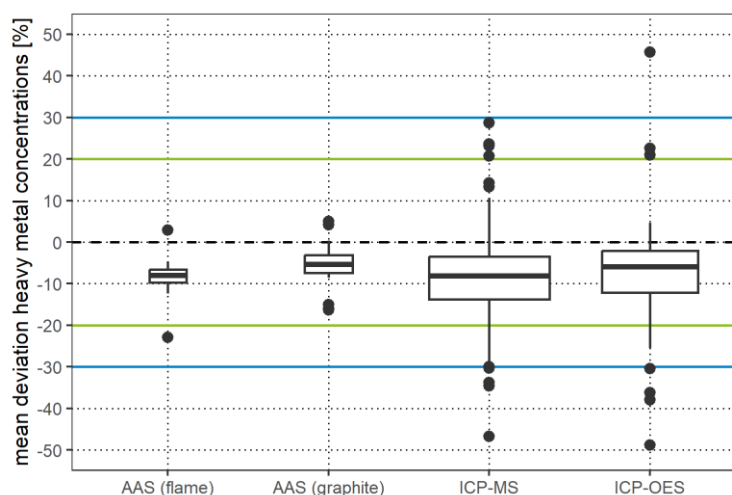 mean deviation heavy metal concentrations [%]
50
40
30
20
10
0
-10
-20
-30
-40
-50
AAS (flame)
AAS (graphite)
ICP-MS
ICP-OES